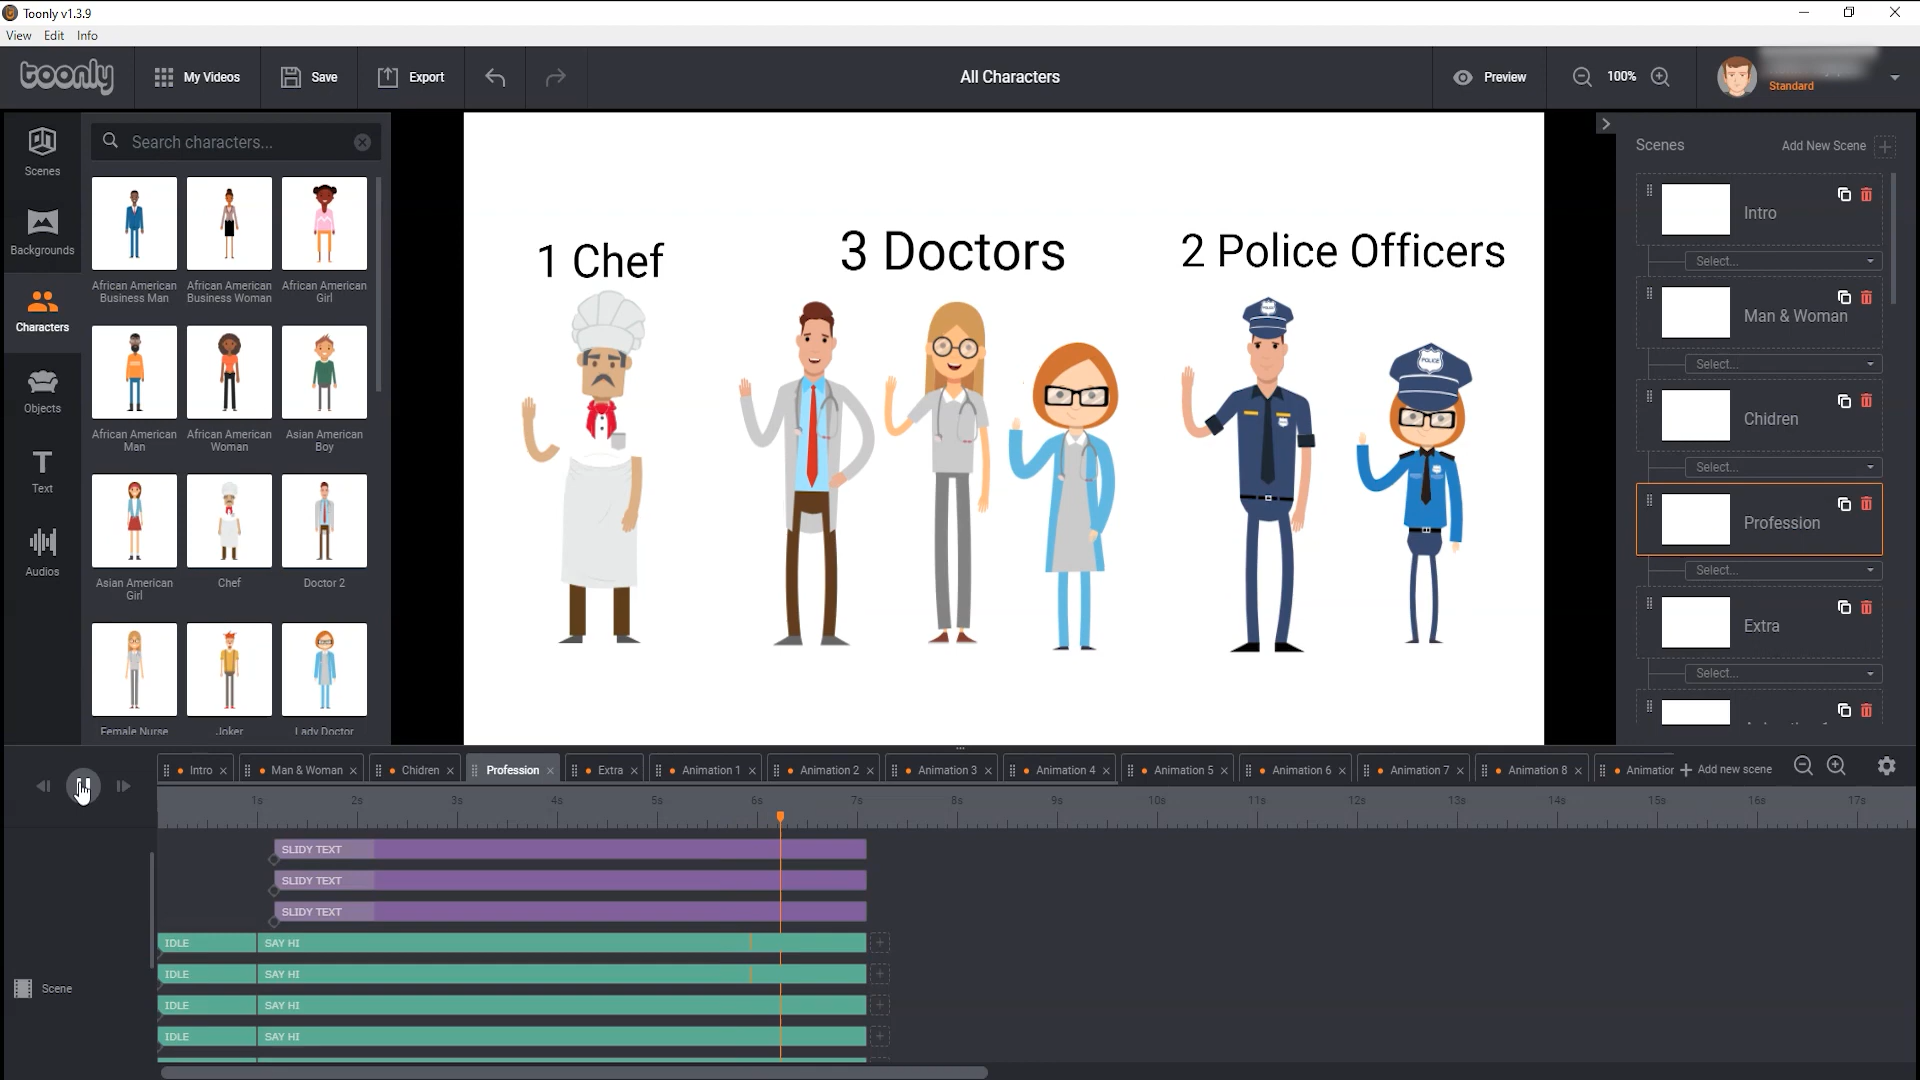 Toonly v1.3.9
View Edit Info
toonly
My Videos
Save
Export
All Characters
Preview
100%
Standard
Scenes
Backgrounds
Characters
Objects
Text
Audios
Search characters...
African American
Business Man
African American
Business Woman
African American
Girl
African American
Man
African American
Woman
Asian American
Boy
Asian American
Girl
Chef
Doctor 2
Female Nurse
Joker
Lady Doctor
1 Chef
3 Doctors
2 Police Officers
POLICE
Scenes
Add New Scene
Intro
Select...
Man & Woman
Select...
Chidren
Select...
Profession
Select...
Extra
Select...
Intro
Man & Woman
Chidren
Profession
Extra
Animation 1
Animation 2
Animation 3
Animation 4
Animation 5
Animation 6
Animation 7
Animation 8
Animation
Add new scene
1s 2s 3s 4s 5s 6s 7s 8s 9s 10s 11s 12s 13s 14s 15s 16s 17s
SLIDY TEXT
SLIDY TEXT
SLIDY TEXT
IDLE SAY HI
IDLE SAY HI
IDLE SAY HI
IDLE SAY HI
Scene